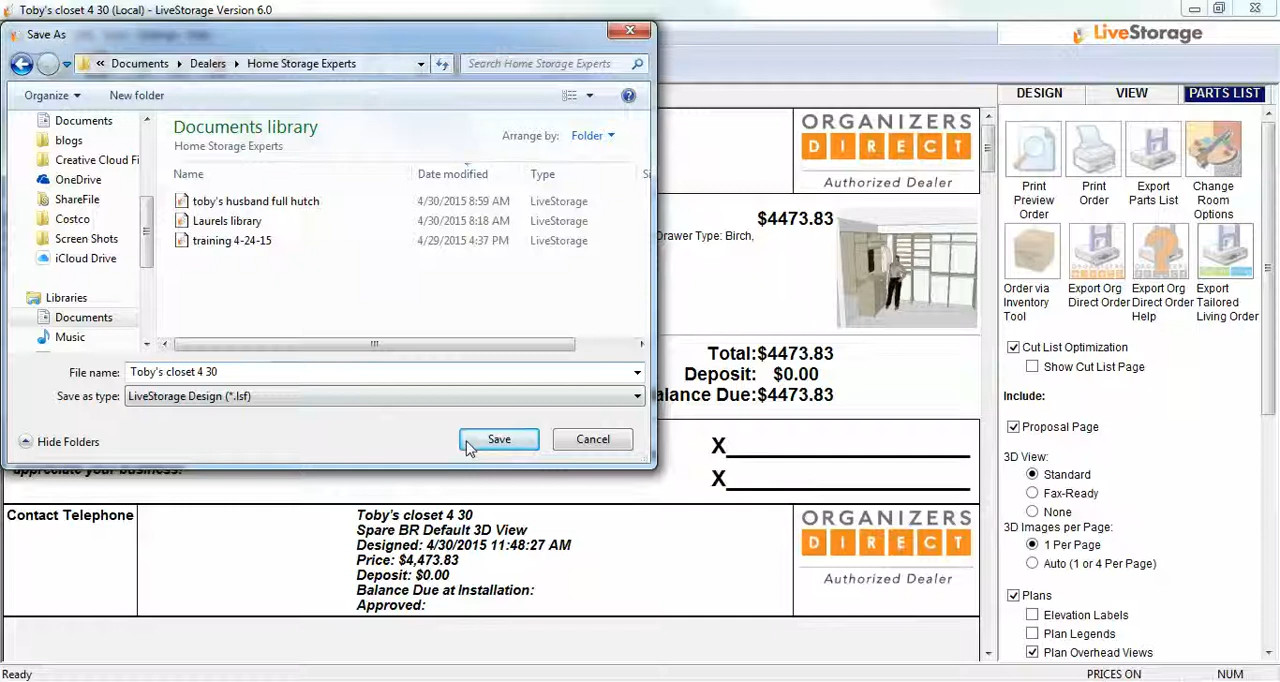 Toby's closet 4 30 (Local) - LiveStorage Version 6.0
Save As
« Documents Dealers Home Storage Experts
Search Home Storage Experts
Organize
New folder
Documents
blogs
Creative Cloud Fi
OneDrive
ShareFile
Costco
Screen Shots
iCloud Drive
Libraries
Documents
Music
Documents library
Home Storage Experts
Arrange by: Folder
Name Date modified Type Si
toby's husband full hutch 4/30/2015 8:59 AM LiveStorage
Laurels library 4/30/2015 8:18 AM LiveStorage
training 4-24-15 4/29/2015 4:37 PM LiveStorage
File name: Toby's closet 4 30
Save as type: LiveStorage Design (*.lsf)
Hide Folders
Save
Cancel
ORGANIZERS
DIRECT
Authorized Dealer
$4473.83
Drawer Type: Birch,
Total:$4473.83
Deposit: $0.00
alance Due:$4473.83
X
X
appreciate your business.
Contact Telephone
Toby's closet 4 30
Spare BR Default 3D View
Designed: 4/30/2015 11:48:27 AM
Price: $4,473.83
Deposit: $0.00
Balance Due at Installation:
Approved:
ORGANIZERS
DIRECT
Authorized Dealer
LiveStorage
DESIGN VIEW PARTS LIST
Print Preview Order
Print Order
Export Parts List
Change Room Options
Order via Inventory Tool
Export Org Direct Order
Export Org Direct Order Help
Export Tailored Living Order
Cut List Optimization
Show Cut List Page
Include:
Proposal Page
3D View:
Standard
Fax-Ready
None
3D Images per Page:
1 Per Page
Auto (1 or 4 Per Page)
Plans
Elevation Labels
Plan Legends
Plan Overhead Views
Ready
PRICES ON
NUM